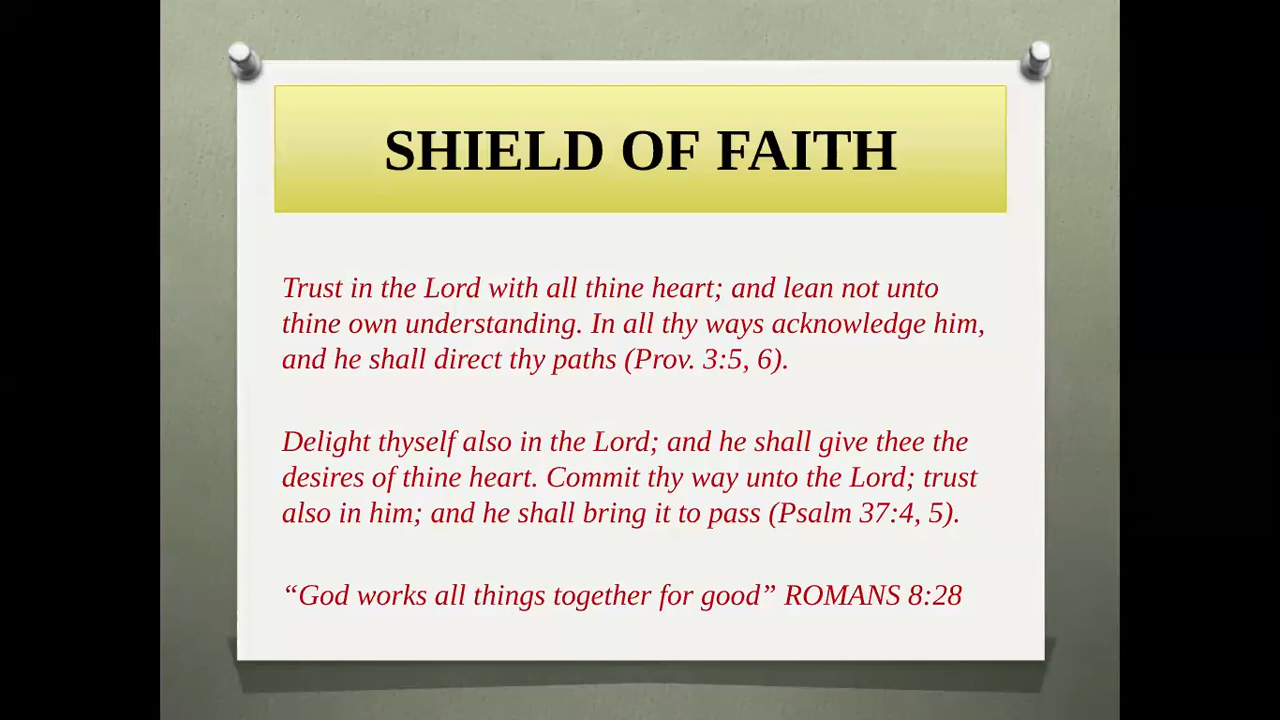 SHIELD OF FAITH
Trust in the Lord with all thine heart; and lean not unto
thine own understanding. In all thy ways acknowledge him,
and he shall direct thy paths (Prov. 3:5, 6).
Delight thyself also in the Lord; and he shall give thee the
desires of thine heart. Commit thy way unto the Lord; trust
also in him; and he shall bring it to pass (Psalm 37:4, 5).
“God works all things together for good” ROMANS 8:28